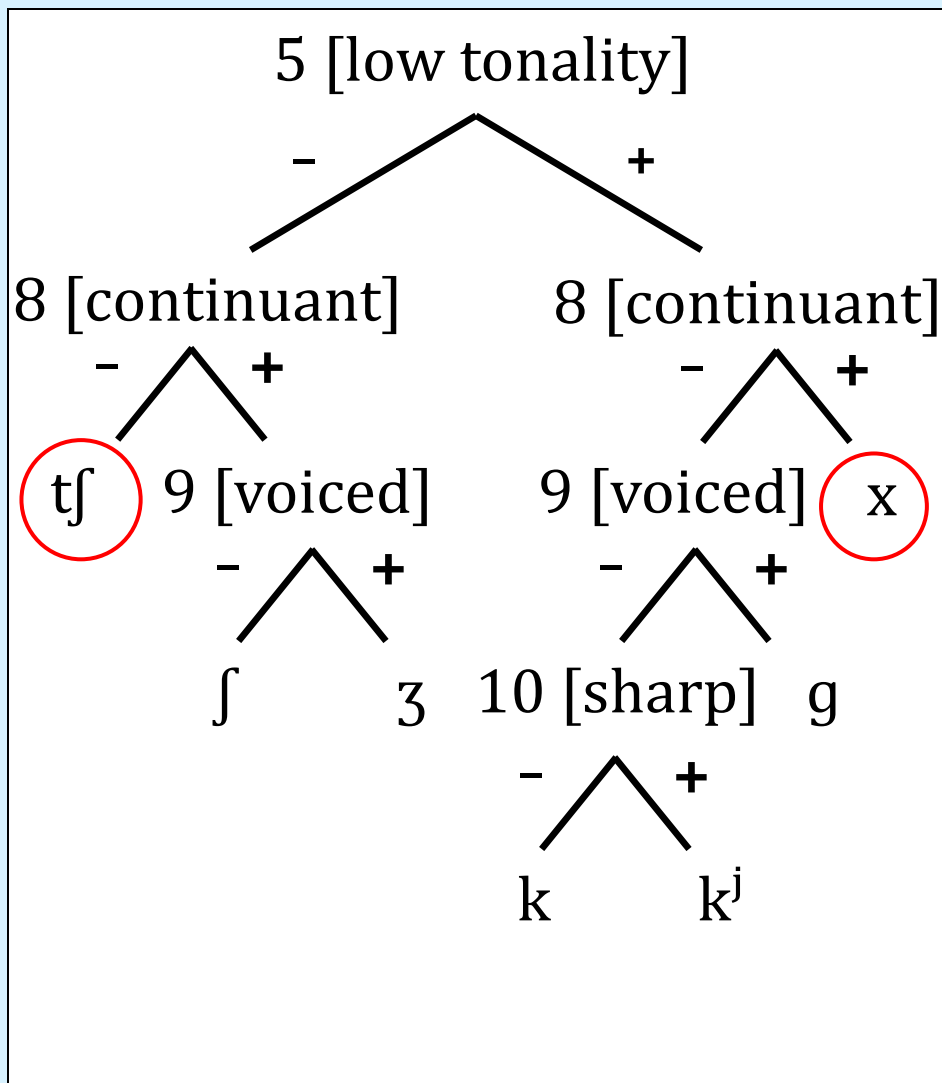 5 [low tonality]
– +
8 [continuant] 8 [continuant]
– + – +
tʃ 9 [voiced] 9 [voiced] x
– + – +
ʃ ʒ 10 [sharp] g
– +
k kʲ